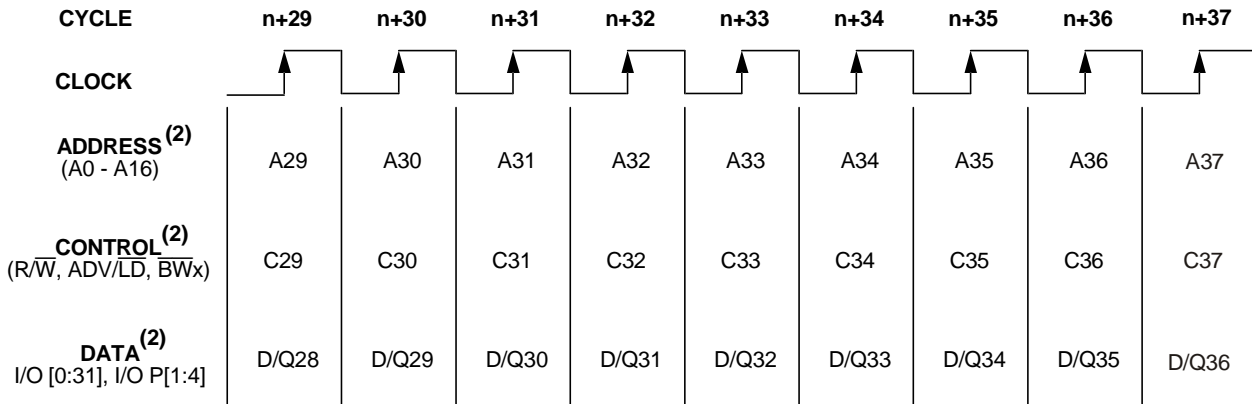 CYCLE n+29 n+30 n+31 n+32 n+33 n+34 n+35 n+36 n+37
CLOCK
ADDRESS(2)
(A0 - A16) A29 A30 A31 A32 A33 A34 A35 A36 A37
CONTROL(2)
(R/W̅, ADV/L̅D̅, B̅W̅x) C29 C30 C31 C32 C33 C34 C35 C36 C37
DATA(2)
I/O [0:31], I/O P[1:4] D/Q28 D/Q29 D/Q30 D/Q31 D/Q32 D/Q33 D/Q34 D/Q35 D/Q36